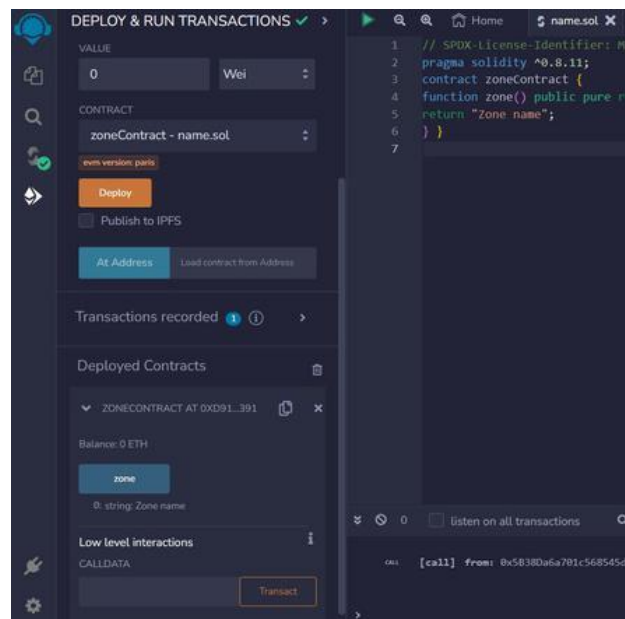 DEPLOY & RUN TRANSACTIONS
VALUE
0
Wei
CONTRACT
zoneContract - name.sol
evm version: paris
Deploy
Publish to IPFS
At Address
Load contract from Address
Transactions recorded 1 i
Deployed Contracts
ZONECONTRACT AT 0XD91...391
Balance: 0 ETH
zone
0: string: Zone name
Low level interactions
i
CALLDATA
Transact
Home
name.sol
1 // SPDX-License-Identifier: M
2 pragma solidity ^0.8.11;
3 contract zoneContract {
4 function zone() public pure r
5 return "Zone name";
6 } }
7
0
listen on all transactions
CALL [call] from: 0x5B38Da6a701c568545d
>